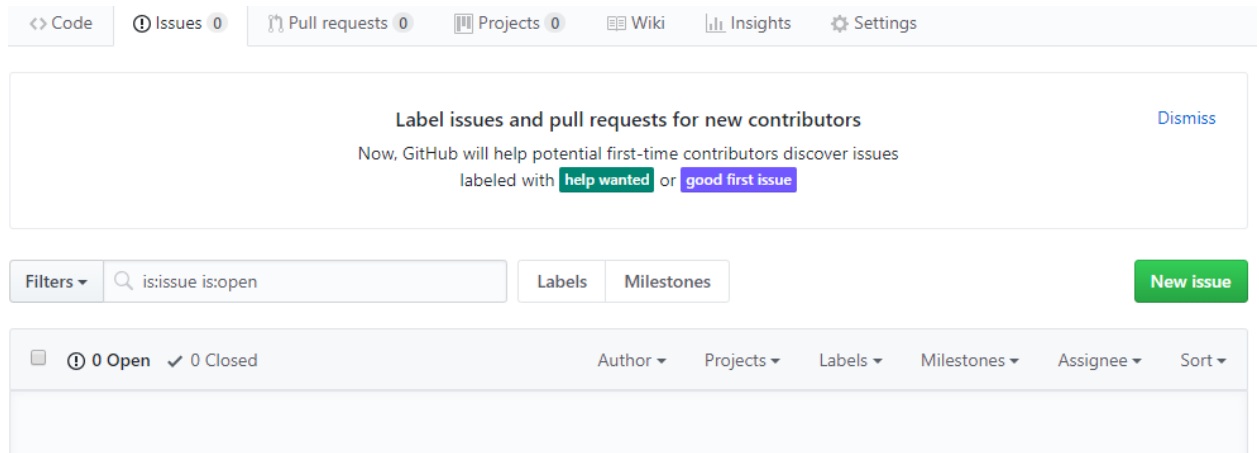 <> Code Issues 0 Pull requests 0 Projects 0 Wiki Insights Settings
Label issues and pull requests for new contributors Dismiss
Now, GitHub will help potential first-time contributors discover issues
labeled with help wanted or good first issue
Filters is:issue is:open Labels Milestones New issue
0 Open 0 Closed Author Projects Labels Milestones Assignee Sort